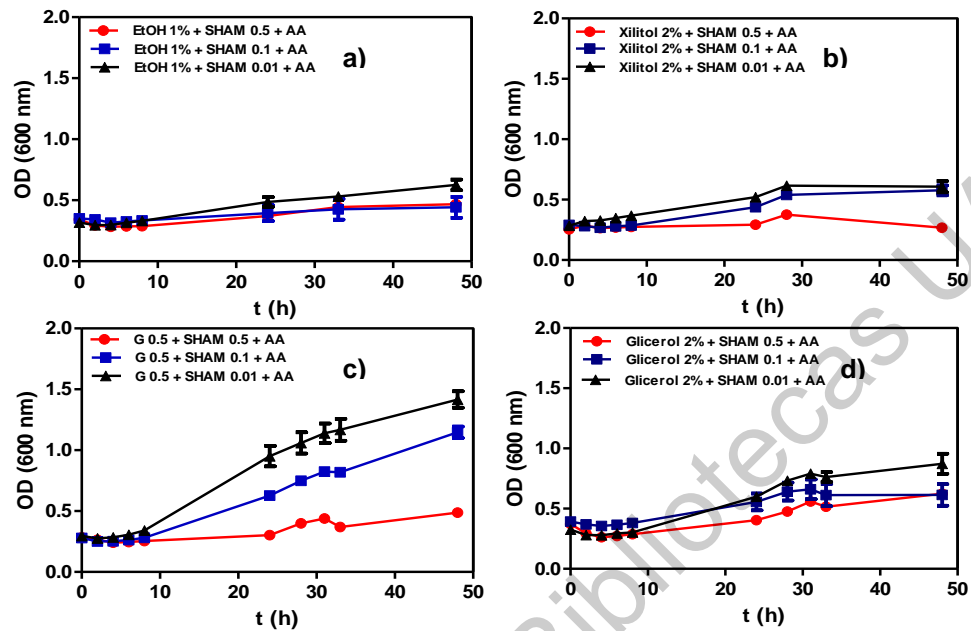 2.0
EtOH 1% + SHAM 0.5 + AA
EtOH 1% + SHAM 0.1 + AA
EtOH 1% + SHAM 0.01 + AA
a)
1.5
1.0
0.5
0.0
OD (600 nm)
0 10 20 30 40 50
t (h)
2.0
Xilitol 2% + SHAM 0.5 + AA
Xilitol 2% + SHAM 0.1 + AA
Xilitol 2% + SHAM 0.01 + AA
b)
1.5
1.0
0.5
0.0
OD (600 nm)
0 10 20 30 40 50
t (h)
2.0
G 0.5 + SHAM 0.5 + AA
G 0.5 + SHAM 0.1 + AA
G 0.5 + SHAM 0.01 + AA
c)
1.5
1.0
0.5
0.0
OD (600 nm)
0 10 20 30 40 50
t (h)
2.0
Glicerol 2% + SHAM 0.5 + AA
Glicerol 2% + SHAM 0.1 + AA
Glicerol 2% + SHAM 0.01 + AA
d)
1.5
1.0
0.5
0.0
OD (600 nm)
0 10 20 30 40 50
t (h)
Bibliotecas